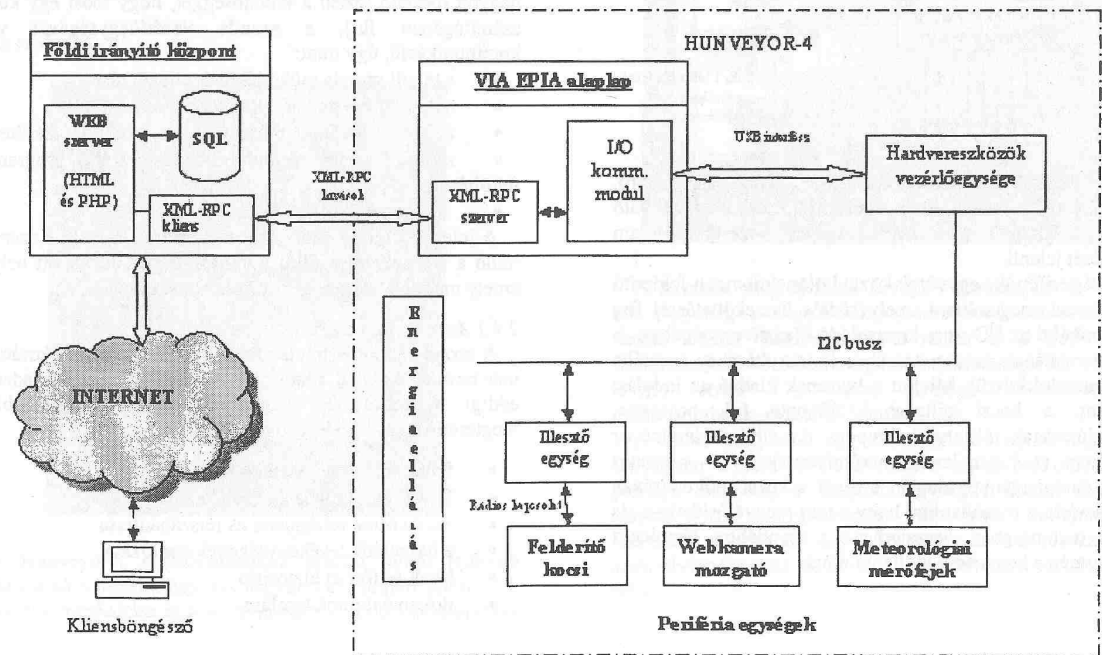 HUNVEYOR-4
Földi irányító központ
WEB
szerver
(HTML
és PHP)
SQL
XML-RPC
kliens
XML-RPC
VIA EPIA alaplap
XML-RPC
szerver
I/O
komm.
modul
USB interfész
Hardvereszközök
vezérlőegysége
I2C busz
INTERNET
Kliensböngésző
Energiaellátás
Illesztő
egység
Illesztő
egység
Illesztő
egység
Rádiós kapcsolat
Felderítő
kocsi
Webkamera
mozgató
Meteorológiai
mérőfejek
Periféria egységek